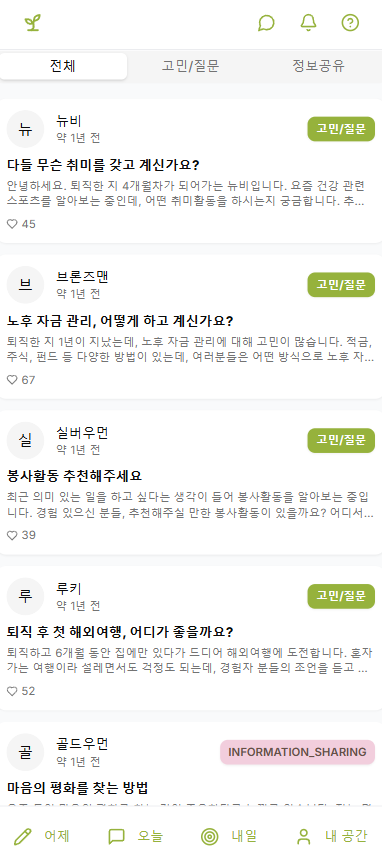 전체 고민/질문 정보공유
뉴
뉴비
약 1년 전
고민/질문
다들 무슨 취미를 갖고 계신가요?
안녕하세요. 퇴직한 지 4개월차가 되어가는 뉴비입니다. 요즘 건강 관련
스포츠를 알아보는 중인데, 어떤 취미활동을 하시는지 궁금합니다. 추...
45
브
브론즈맨
약 1년 전
고민/질문
노후 자금 관리, 어떻게 하고 계신가요?
퇴직한 지 1년이 지났는데, 노후 자금 관리에 대해 고민이 많습니다. 적금,
주식, 펀드 등 다양한 방법이 있는데, 여러분들은 어떤 방식으로 노후 자...
67
실
실버우먼
약 1년 전
고민/질문
봉사활동 추천해주세요
최근 의미 있는 일을 하고 싶다는 생각이 들어 봉사활동을 알아보는 중입
니다. 경험 있으신 분들, 추천해주실 만한 봉사활동이 있을까요? 어디서...
39
루
루키
약 1년 전
고민/질문
퇴직 후 첫 해외여행, 어디가 좋을까요?
퇴직하고 6개월 동안 집에만 있다가 드디어 해외여행에 도전합니다. 혼자
가는 여행이라 설레면서도 걱정도 되는데, 경험자 분들의 조언을 듣고 ...
52
골
골드우먼
약 1년 전
INFORMATION_SHARING
마음의 평화를 찾는 방법
어제 오늘 내일 내 공간